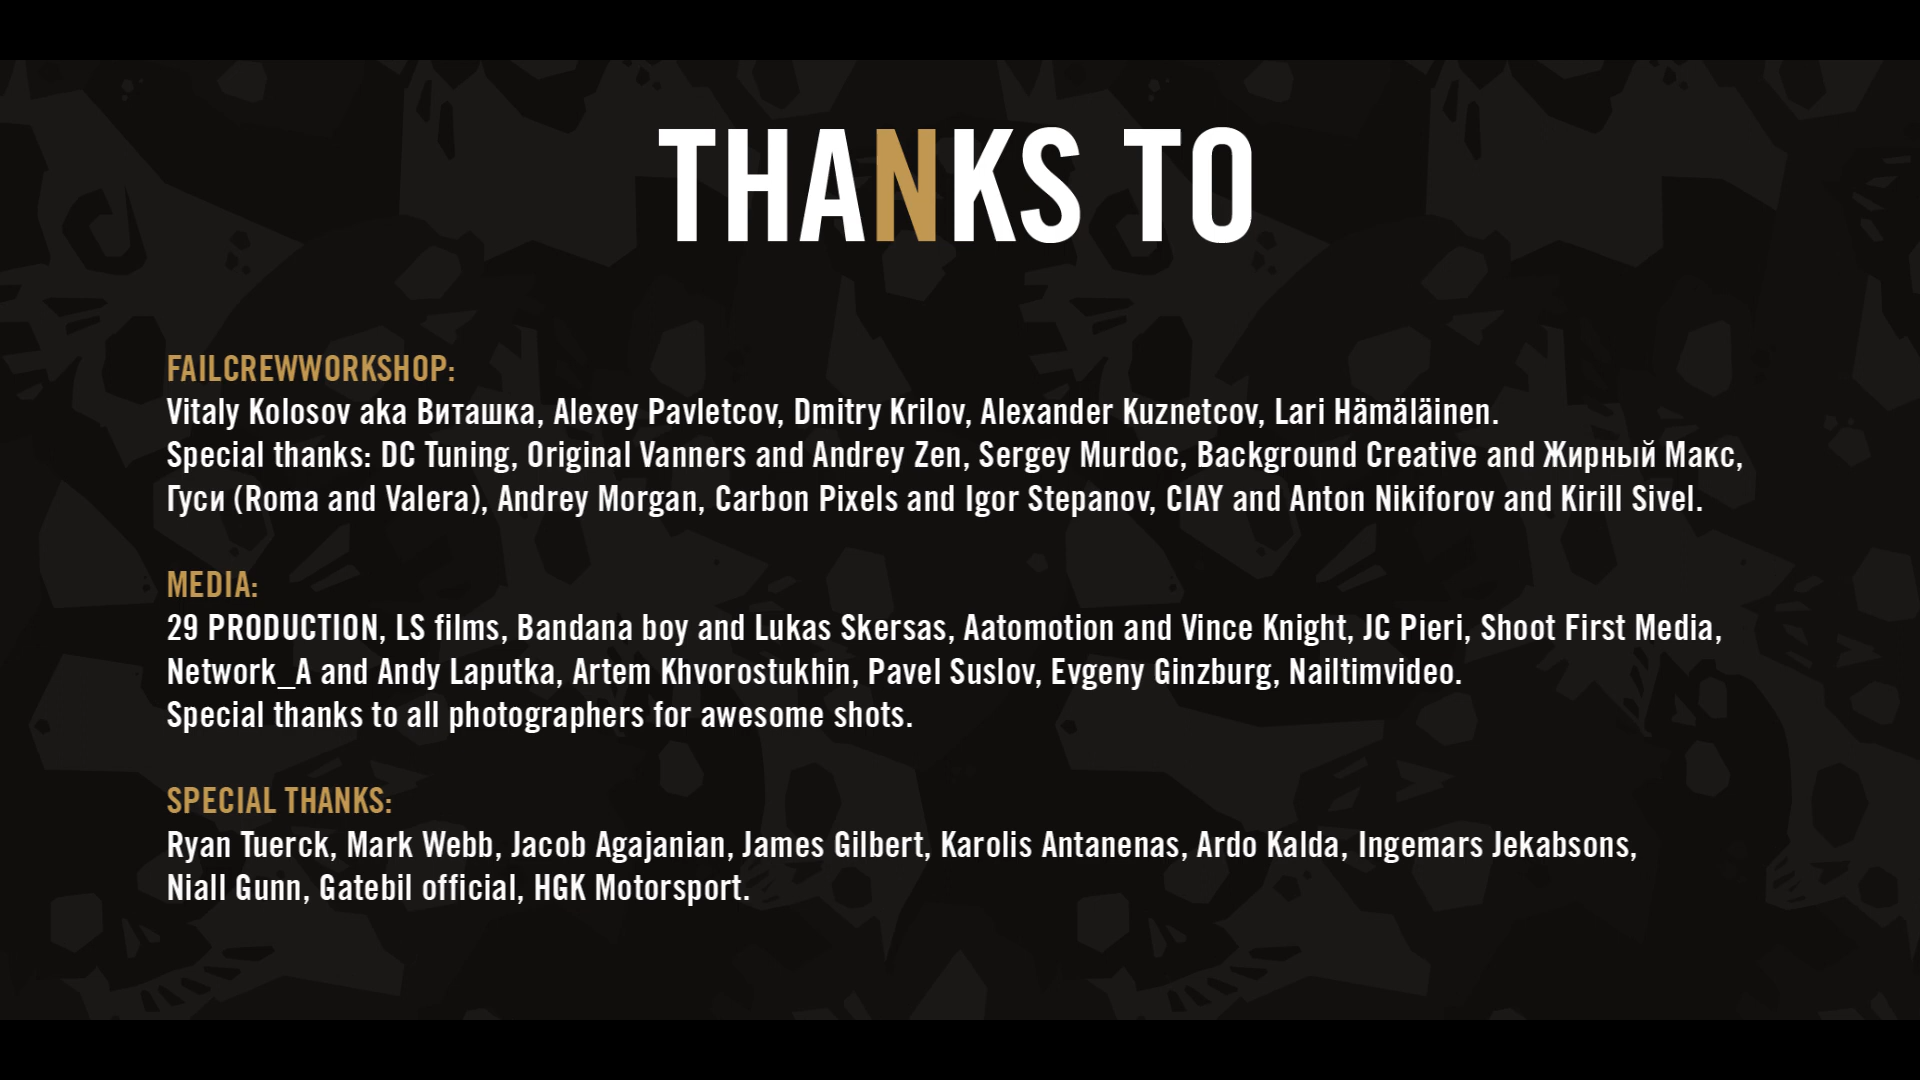 THANKS TO
FAILCREWWORKSHOP:
Vitaly Kolosov aka Виташка, Alexey Pavletcov, Dmitry Krilov, Alexander Kuznetcov, Lari Hämäläinen.
Special thanks: DC Tuning, Original Vanners and Andrey Zen, Sergey Murdoc, Background Creative and Жирный Макс,
Гуси (Roma and Valera), Andrey Morgan, Carbon Pixels and Igor Stepanov, CIAY and Anton Nikiforov and Kirill Sivel.
MEDIA:
29 PRODUCTION, LS films, Bandana boy and Lukas Skersas, Aatomotion and Vince Knight, JC Pieri, Shoot First Media,
Network_A and Andy Laputka, Artem Khvorostukhin, Pavel Suslov, Evgeny Ginzburg, Nailtimvideo.
Special thanks to all photographers for awesome shots.
SPECIAL THANKS:
Ryan Tuerck, Mark Webb, Jacob Agajanian, James Gilbert, Karolis Antanenas, Ardo Kalda, Ingemars Jekabsons,
Niall Gunn, Gatebil official, HGK Motorsport.